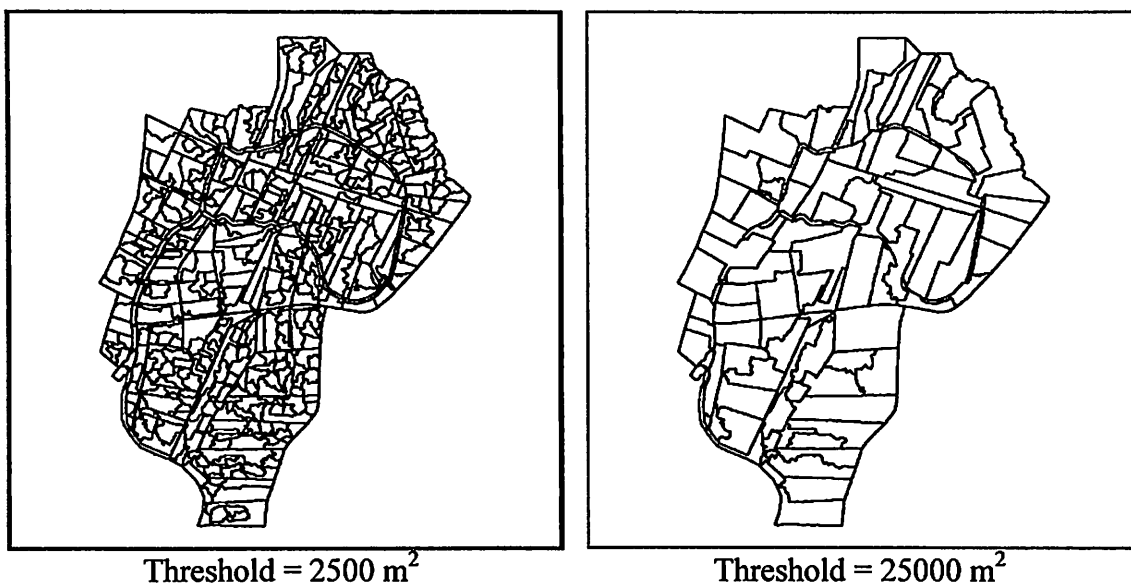 Threshold = 2500 m²
Threshold = 25000 m²